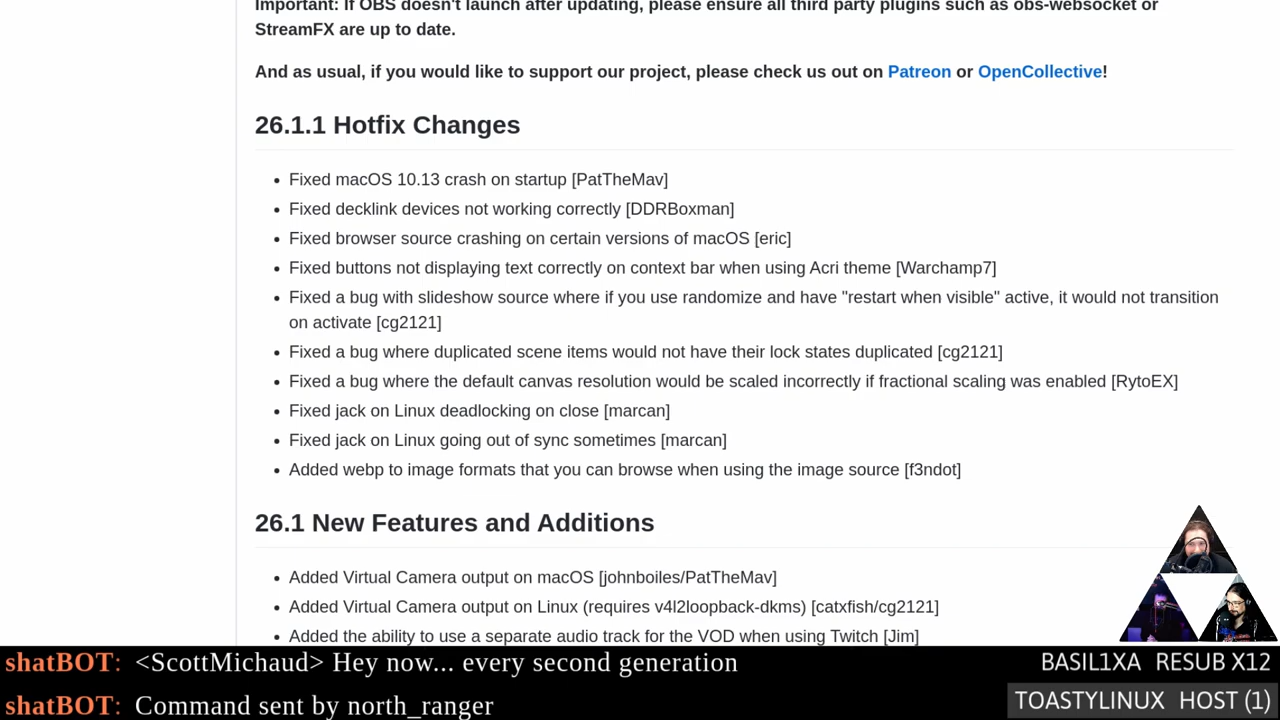 Important: If OBS doesn't launch after updating, please ensure all third party plugins such as obs-websocket or
StreamFX are up to date.
And as usual, if you would like to support our project, please check us out on Patreon or OpenCollective!
26.1.1 Hotfix Changes
• Fixed macOS 10.13 crash on startup [PatTheMav]
• Fixed decklink devices not working correctly [DDRBoxman]
• Fixed browser source crashing on certain versions of macOS [eric]
• Fixed buttons not displaying text correctly on context bar when using Acri theme [Warchamp7]
• Fixed a bug with slideshow source where if you use randomize and have "restart when visible" active, it would not transition
on activate [cg2121]
• Fixed a bug where duplicated scene items would not have their lock states duplicated [cg2121]
• Fixed a bug where the default canvas resolution would be scaled incorrectly if fractional scaling was enabled [RytoEX]
• Fixed jack on Linux deadlocking on close [marcan]
• Fixed jack on Linux going out of sync sometimes [marcan]
• Added webp to image formats that you can browse when using the image source [f3ndot]
26.1 New Features and Additions
• Added Virtual Camera output on macOS [johnboiles/PatTheMav]
• Added Virtual Camera output on Linux (requires v4l2loopback-dkms) [catxfish/cg2121]
• Added the ability to use a separate audio track for the VOD when using Twitch [Jim]
shatBOT: <ScottMichaud> Hey now... every second generation
BASIL1XA RESUB X12
shatBOT: Command sent by north_ranger
TOASTYLINUX HOST (1)